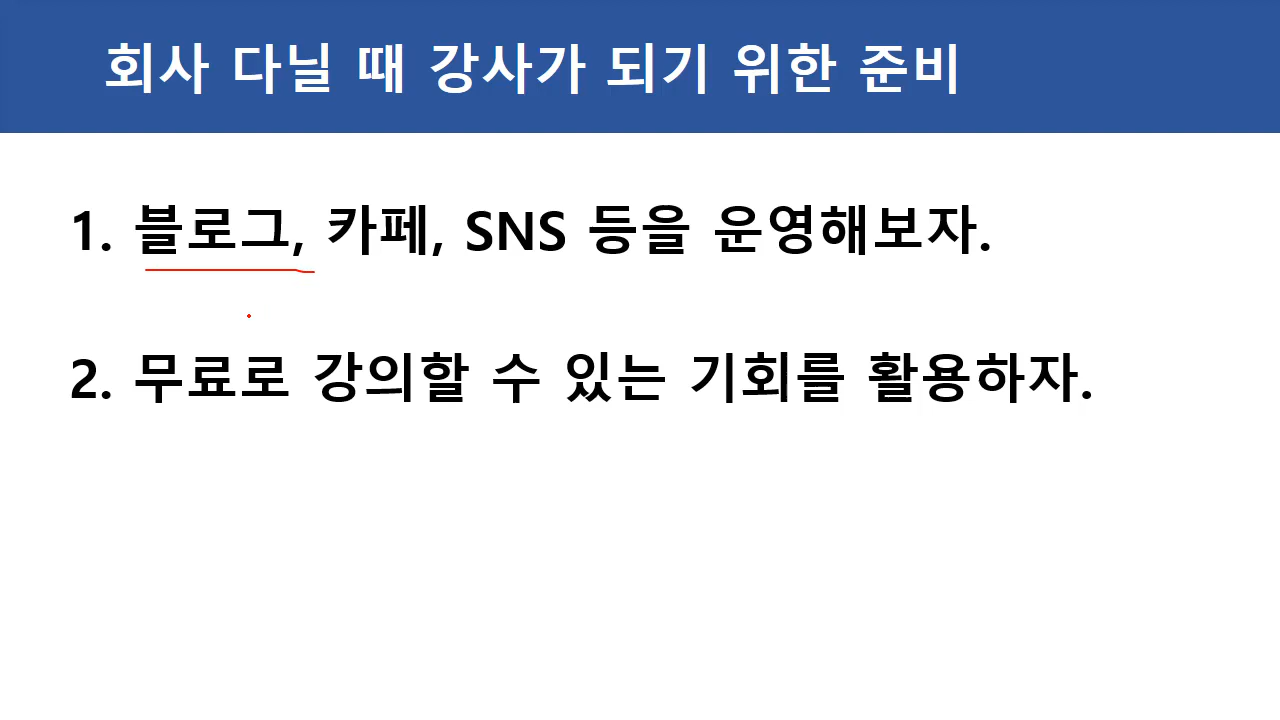 회사 다닐 때 강사가 되기 위한 준비
1. 블로그, 카페, SNS 등을 운영해보자.
2. 무료로 강의할 수 있는 기회를 활용하자.